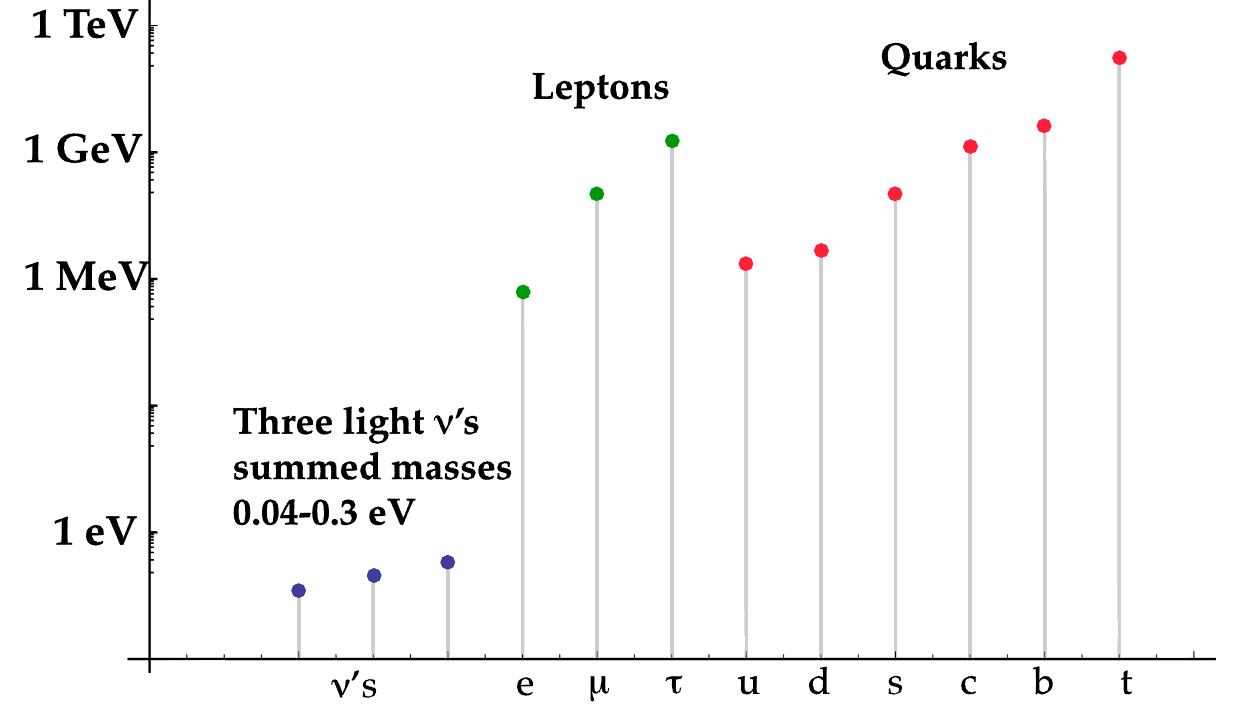 1 TeV
Quarks
Leptons
1 GeV
1 MeV
Three light ν's
summed masses
0.04-0.3 eV
1 eV
ν's e μ τ u d s c b t